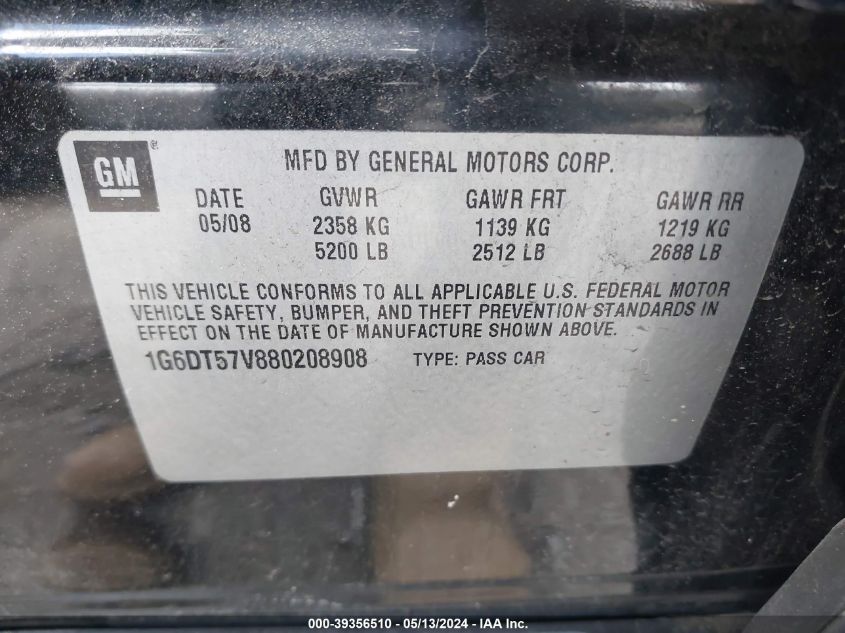 GM ®
MFD BY GENERAL MOTORS CORP.
DATE GVWR GAWR FRT GAWR RR
05/08 2358 KG 1139 KG 1219 KG
5200 LB 2512 LB 2688 LB
THIS VEHICLE CONFORMS TO ALL APPLICABLE U.S. FEDERAL MOTOR
VEHICLE SAFETY, BUMPER, AND THEFT PREVENTION STANDARDS IN
EFFECT ON THE DATE OF MANUFACTURE SHOWN ABOVE.
1G6DT57V880208908 TYPE: PASS CAR
000-39356510 - 05/13/2024 - IAA Inc.